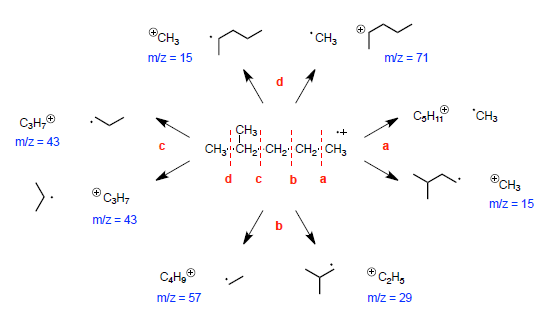 ⊕CH₃ · ·CH₃ ⊕
m/z = 15 m/z = 71
d
C₃H₇⊕ · C₅H₁₁⊕ ·CH₃
m/z = 43 c a
·+
CH₃
CH₃ CH₂ CH₂ CH₂ CH₃
d c b a
· ⊕C₃H₇ · ⊕CH₃
m/z = 43 m/z = 15
b
C₄H₉⊕ · · ⊕C₂H₅
m/z = 57 m/z = 29